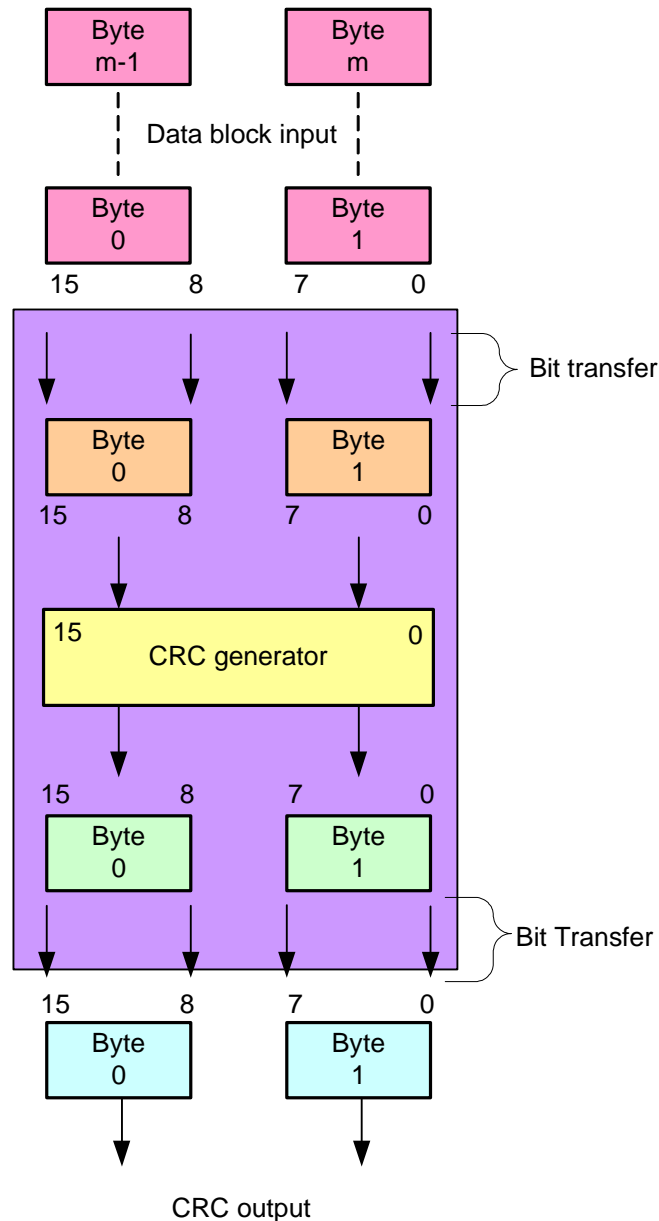 Byte
m-1
Byte
m
Data block input
Byte
0
Byte
1
15 8 7 0
Bit transfer
Byte
0
Byte
1
15 8 7 0
15 0
CRC generator
15 8 7 0
Byte
0
Byte
1
Bit Transfer
15 8 7 0
Byte
0
Byte
1
CRC output